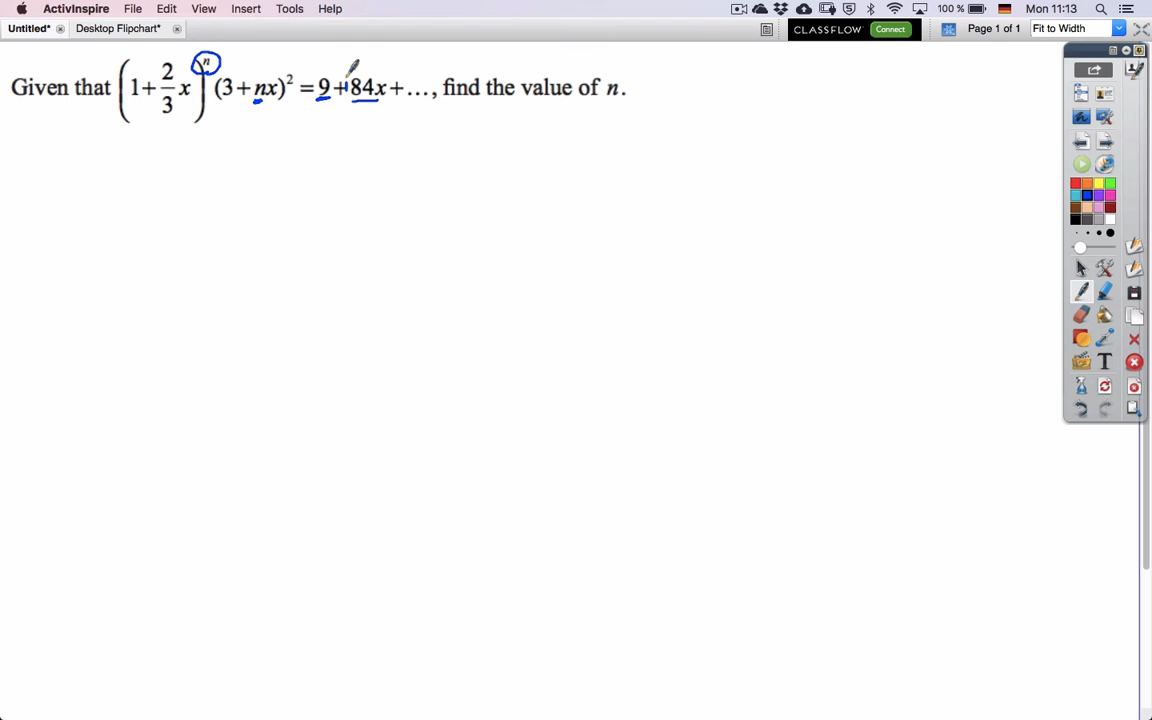 ActivInspire File Edit View Insert Tools Help 5 100 % Mon 11:13
Untitled* Desktop Flipchart* CLASSFLOW Connect Page 1 of 1 Fit to Width
Given that (1+2/3 x)^n (3+nx)^2 = 9+84x+..., find the value of n.
T